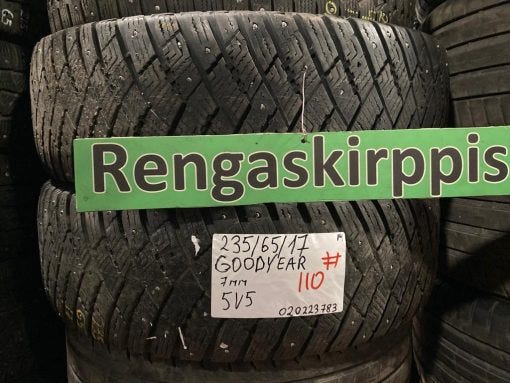 Rengaskirppis
235/65/17
GOODYEAR #
7MM 110
5V5
020223783